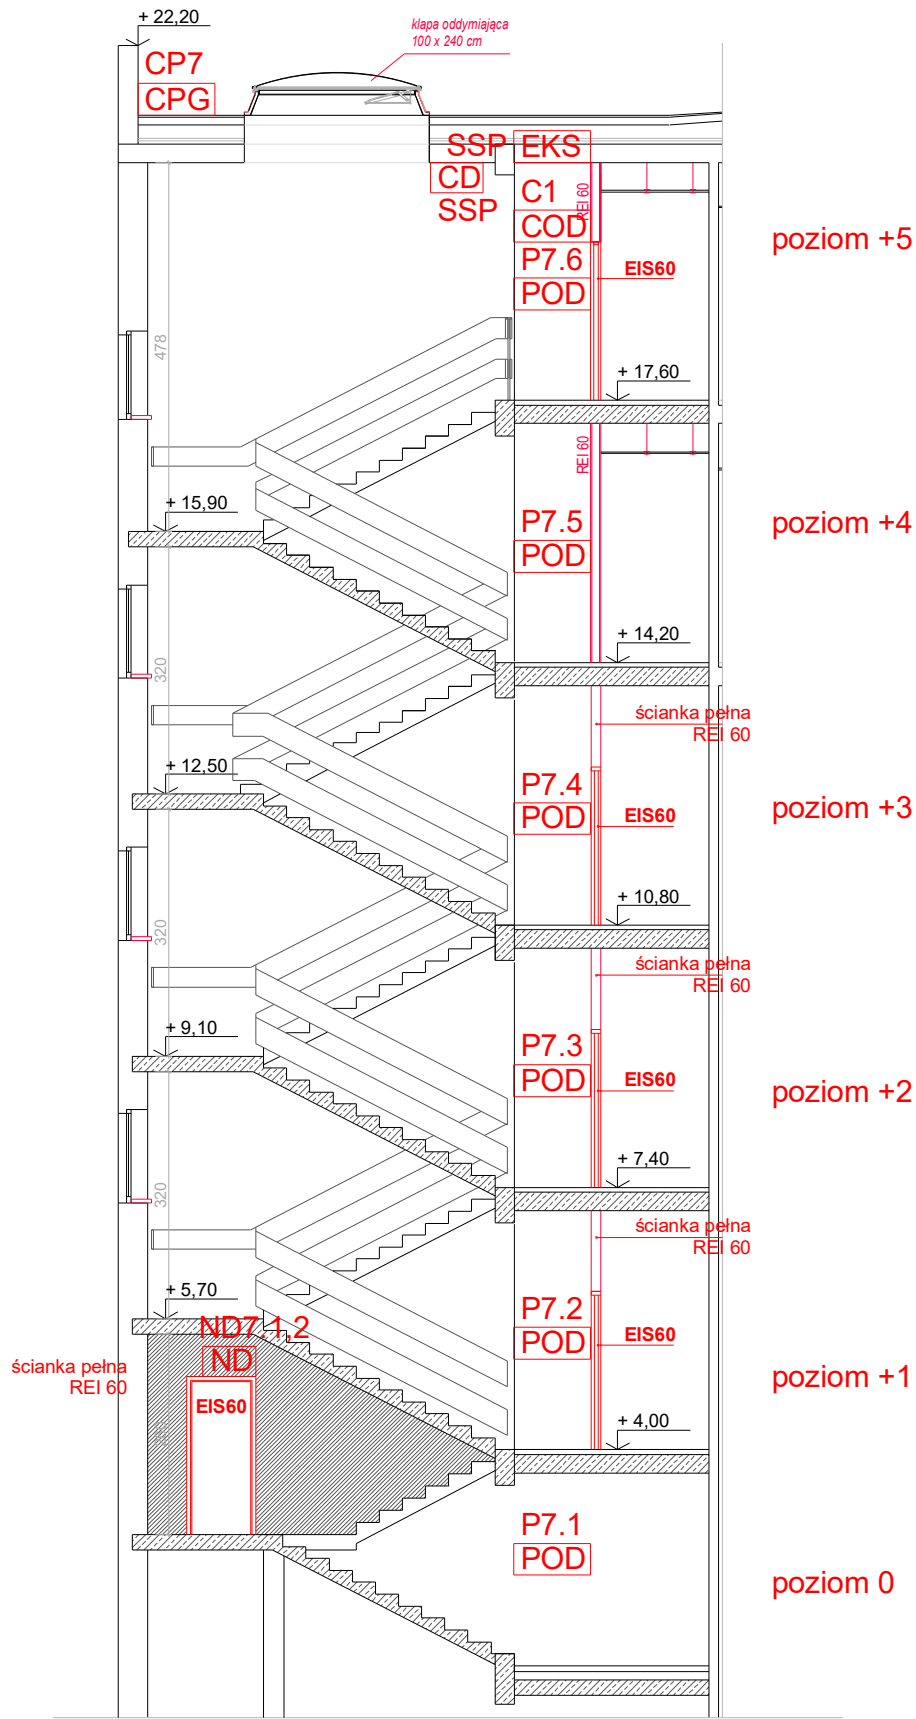 + 22,20
klapa oddymiająca
100 x 240 cm
CP7
CPG
SSP
EKS
CD
SSP
C1
COD
REI 60
P7.6
POD
EIS60
poziom +5
478
+ 17,60
REI 60
+ 15,90
P7.5
POD
poziom +4
+ 14,20
320
ścianka pełna
REI 60
+ 12,50
P7.4
POD
EIS60
poziom +3
+ 10,80
320
ścianka pełna
REI 60
+ 9,10
P7.3
POD
EIS60
poziom +2
+ 7,40
320
ścianka pełna
REI 60
+ 5,70
ND7.1,2
ND
P7.2
POD
EIS60
ścianka pełna
REI 60
EIS60
poziom +1
+ 4,00
P7.1
POD
poziom 0